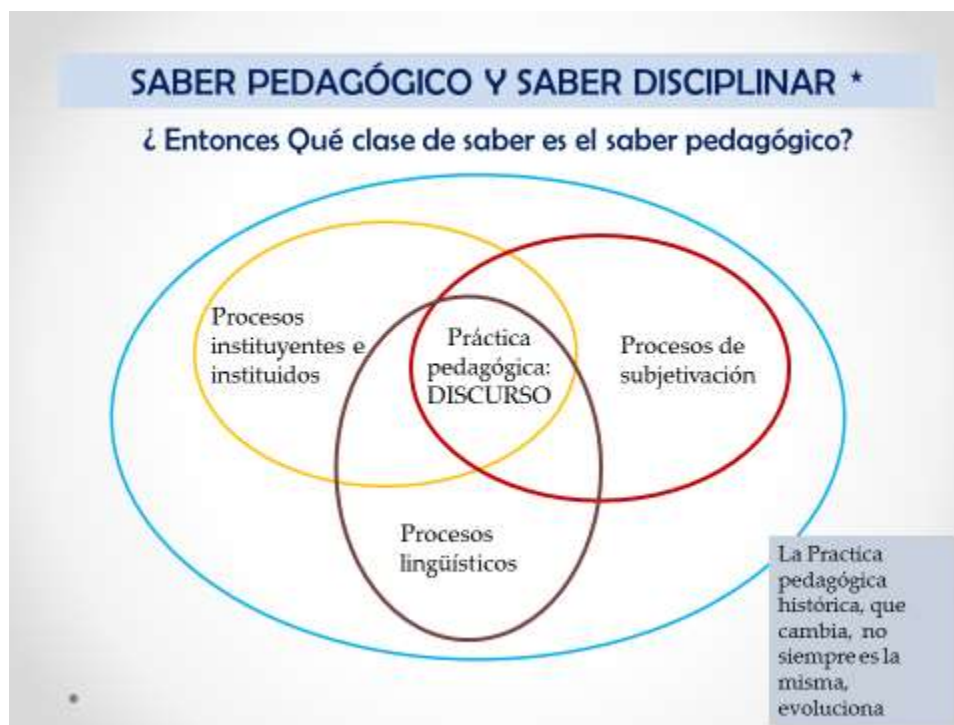 SABER PEDAGÓGICO Y SABER DISCIPLINAR *
¿ Entonces Qué clase de saber es el saber pedagógico?
Procesos
instituyentes e
instituidos
Práctica
pedagógica:
DISCURSO
Procesos de
subjetivación
Procesos
lingüísticos
La Practica
pedagógica
histórica, que
cambia, no
siempre es la
misma,
evoluciona